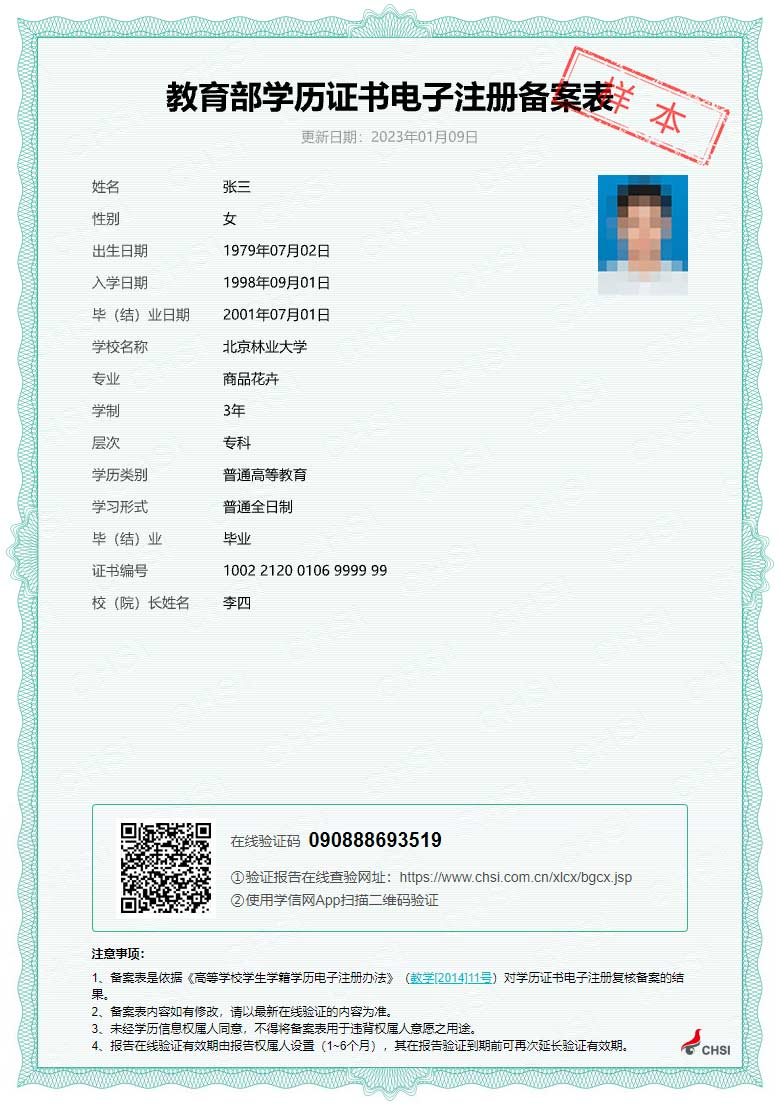 教育部学历证书电子注册备案表
样本
更新日期：2023年01月09日
姓名 张三
性别 女
出生日期 1979年07月02日
入学日期 1998年09月01日
毕（结）业日期 2001年07月01日
学校名称 北京林业大学
专业 商品花卉
学制 3年
层次 专科
学历类别 普通高等教育
学习形式 普通全日制
毕（结）业 毕业
证书编号 1002 2120 0106 9999 99
校（院）长姓名 李四
在线验证码 090888693519
①验证报告在线查验网址：https://www.chsi.com.cn/xlcx/bgcx.jsp
②使用学信网App扫描二维码验证
注意事项：
1、备案表是依据《高等学校学生学籍学历电子注册办法》（教学[2014]11号）对学历证书电子注册复核备案的结
果。
2、备案表内容如有修改，请以最新在线验证的内容为准。
3、未经学历信息权属人同意，不得将备案表用于违背权属人意愿之用途。
4、报告在线验证有效期由报告权属人设置（1~6个月），其在报告验证到期前可再次延长验证有效期。
CHSI